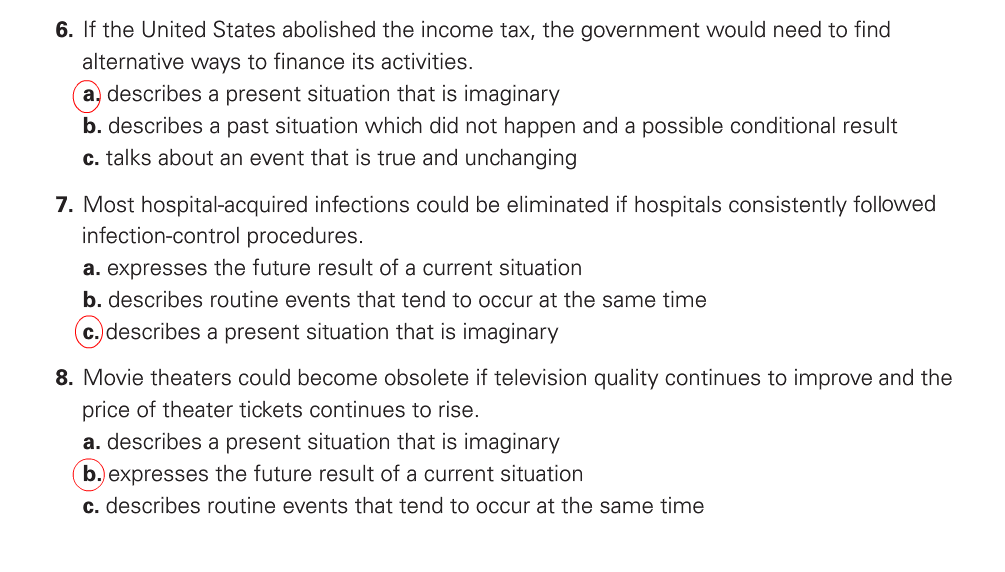 6. If the United States abolished the income tax, the government would need to find
alternative ways to finance its activities.
a. describes a present situation that is imaginary
b. describes a past situation which did not happen and a possible conditional result
c. talks about an event that is true and unchanging
7. Most hospital-acquired infections could be eliminated if hospitals consistently followed
infection-control procedures.
a. expresses the future result of a current situation
b. describes routine events that tend to occur at the same time
c. describes a present situation that is imaginary
8. Movie theaters could become obsolete if television quality continues to improve and the
price of theater tickets continues to rise.
a. describes a present situation that is imaginary
b. expresses the future result of a current situation
c. describes routine events that tend to occur at the same time